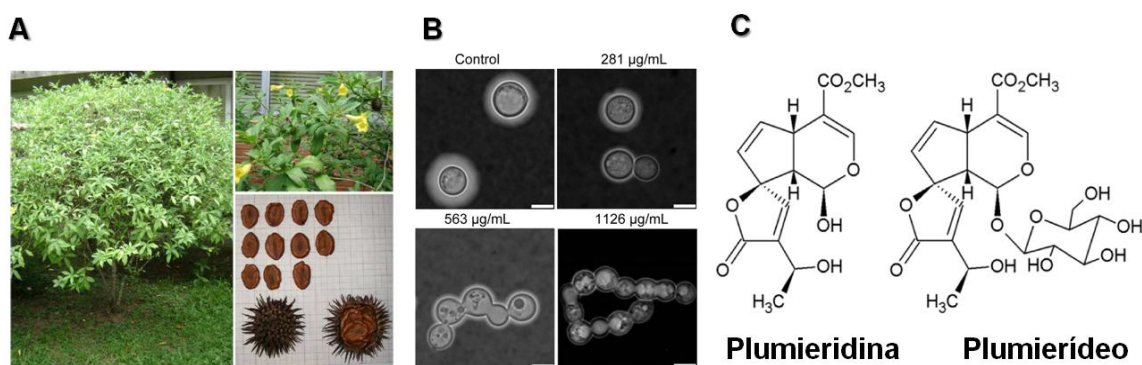 A
B
C
Control
281 µg/mL
563 µg/mL
1126 µg/mL
CO₂CH₃
H
O
H
O
OH
O
OH
H₃C
Plumieridina
CO₂CH₃
H
O
H
O
O
O
OH
H₃C
OH
OH
OH
HO
O
Plumierídeo